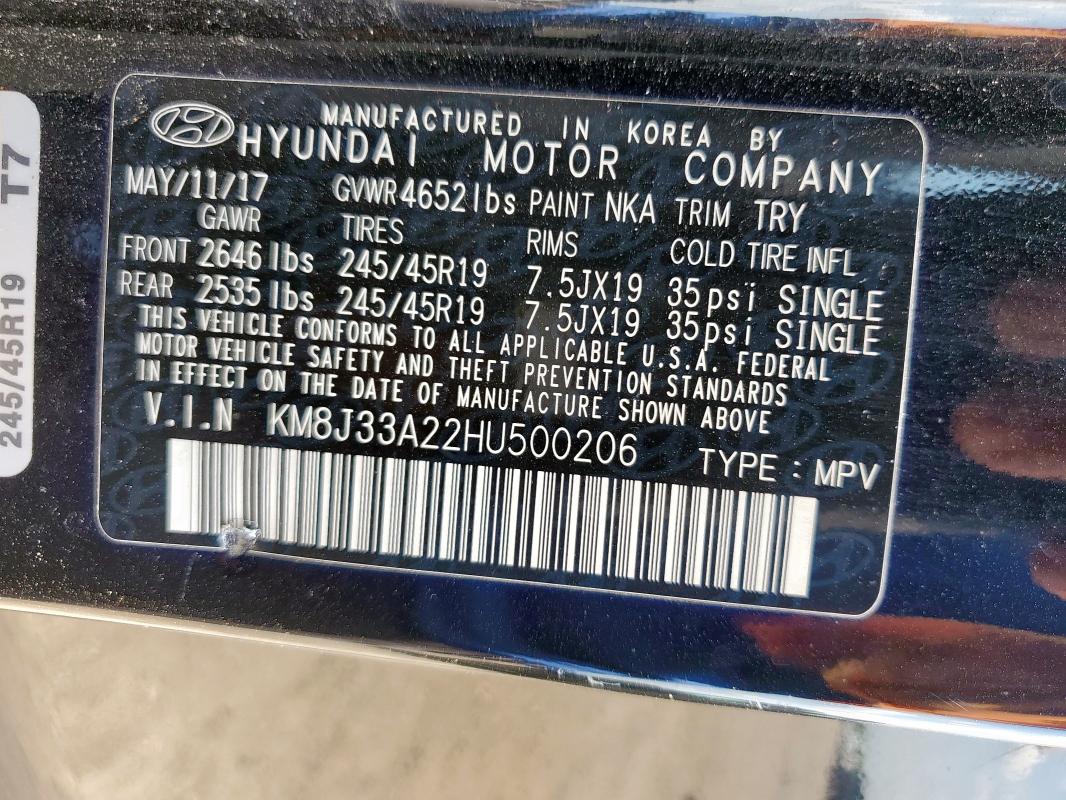 MANUFACTURED IN KOREA BY
HYUNDAI MOTOR COMPANY
MAY/11/17 GVWR 4652lbs PAINT NKA TRIM TRY
GAWR TIRES RIMS COLD TIRE INFL
FRONT 2646 lbs 245/45R19 7.5JX19 35psi SINGLE
REAR 2535 lbs 245/45R19 7.5JX19 35psi SINGLE
THIS VEHICLE CONFORMS TO ALL APPLICABLE U.S.A. FEDERAL
MOTOR VEHICLE SAFETY AND THEFT PREVENTION STANDARDS
IN EFFECT ON THE DATE OF MANUFACTURE SHOWN ABOVE
V.I.N KM8J33A22HU500206 TYPE : MPV
245/45R19 T7